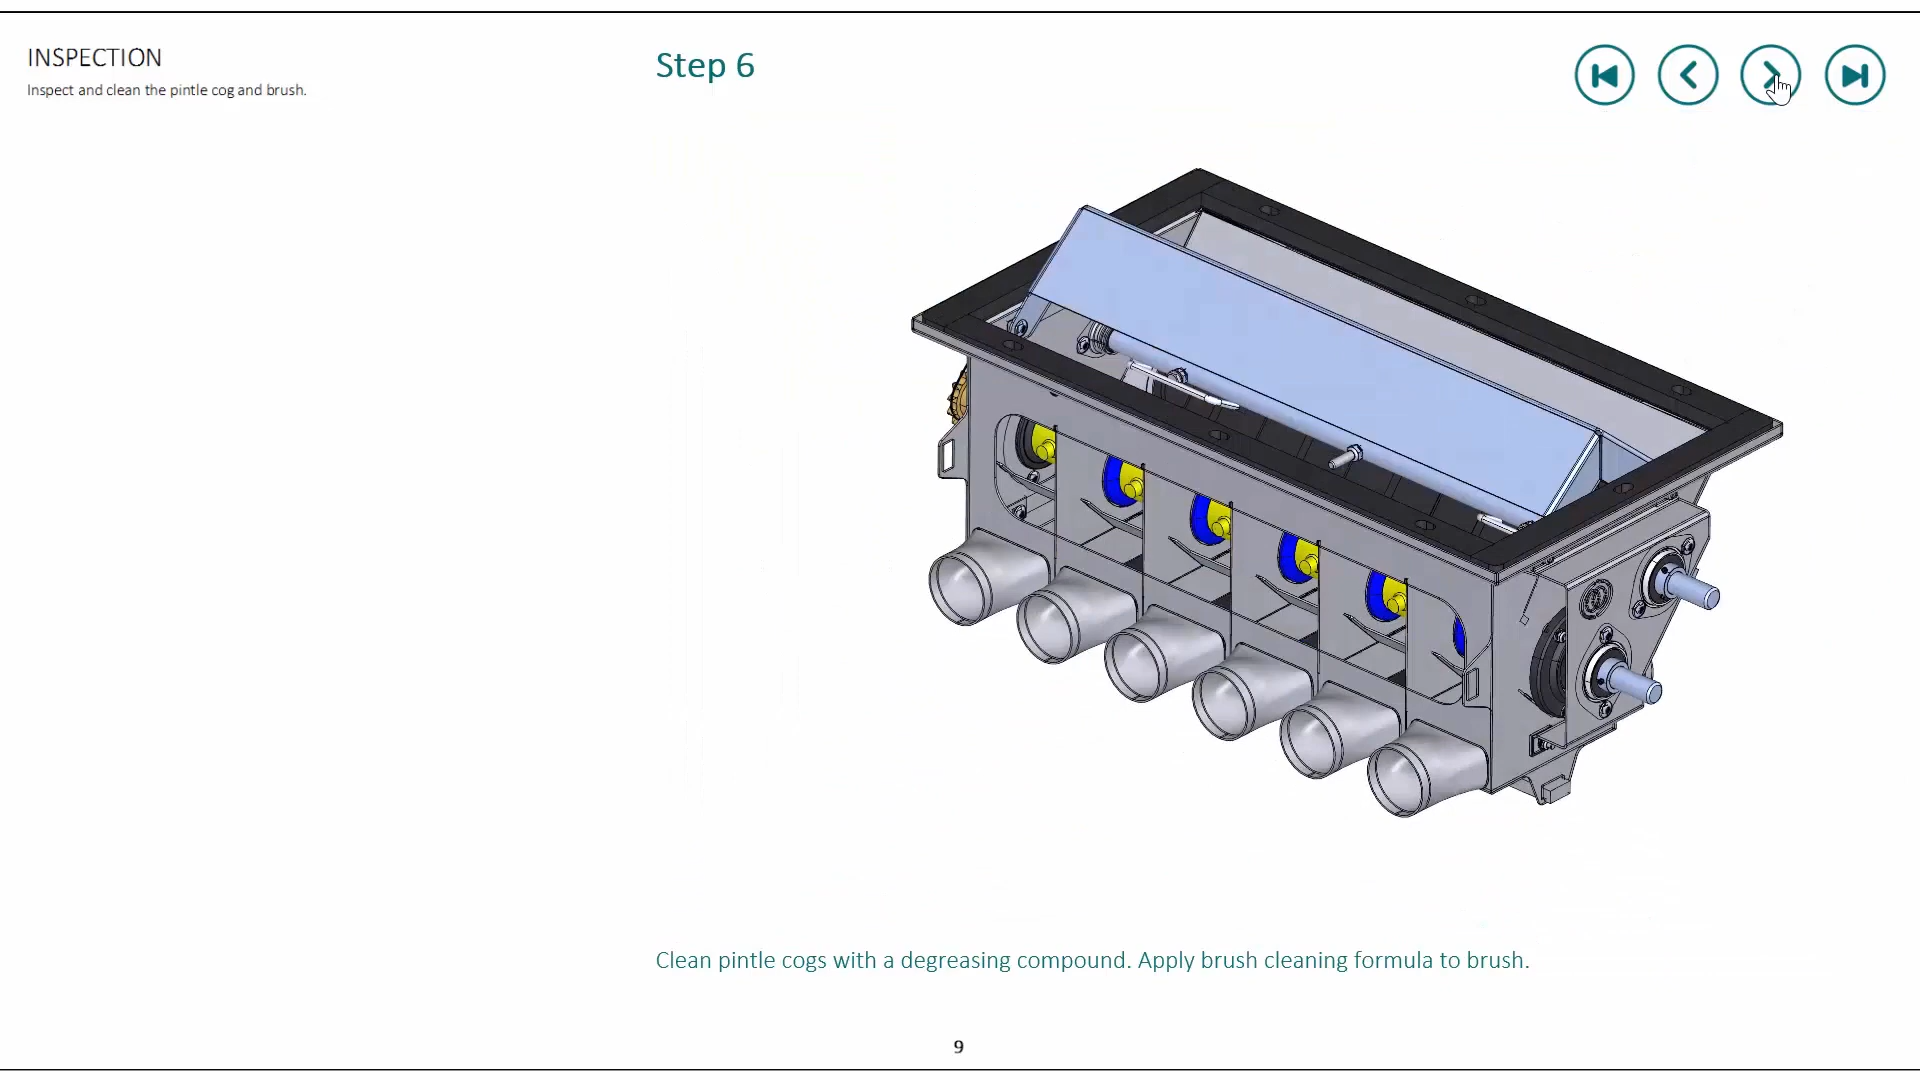 INSPECTION
Inspect and clean the pintle cog and brush.
Step 6
Clean pintle cogs with a degreasing compound. Apply brush cleaning formula to brush.
9